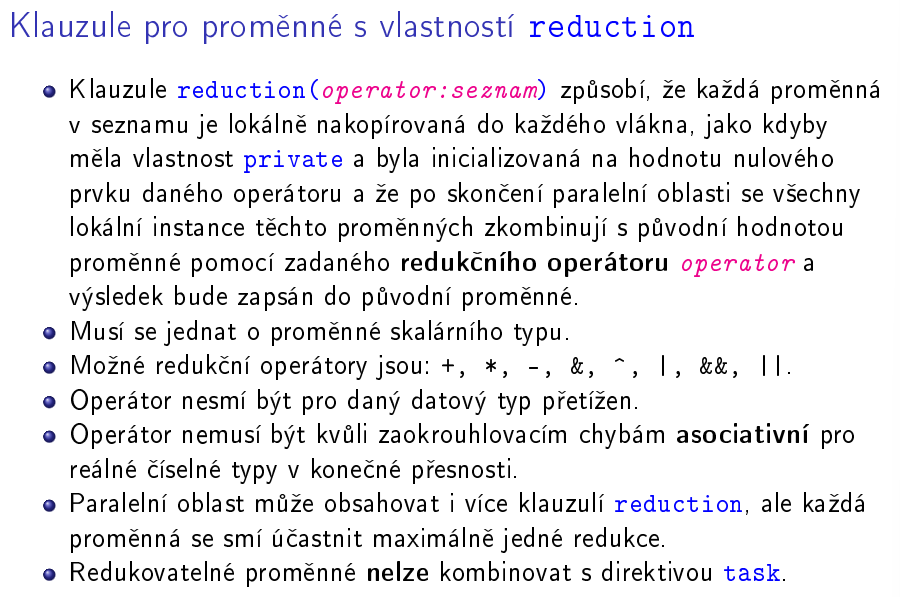 Klauzule pro proměnné s vlastností reduction
Klauzule reduction(operator:seznam) způsobí, že každá proměnná
v seznamu je lokálně nakopírovaná do každého vlákna, jako kdyby
měla vlastnost private a byla inicializovaná na hodnotu nulového
prvku daného operátoru a že po skončení paralelní oblasti se všechny
lokální instance těchto proměnných zkombinují s původní hodnotou
proměnné pomocí zadaného redukčního operátoru operator a
výsledek bude zapsán do původní proměnné.
Musí se jednat o proměnné skalárního typu.
Možné redukční operátory jsou: +, *, -, &, ^, |, &&, ||.
Operátor nesmí být pro daný datový typ přetížen.
Operátor nemusí být kvůli zaokrouhlovacím chybám asociativní pro
reálné číselné typy v konečné přesnosti.
Paralelní oblast může obsahovat i více klauzulí reduction, ale každá
proměnná se smí účastnit maximálně jedné redukce.
Redukovatelné proměnné nelze kombinovat s direktivou task.